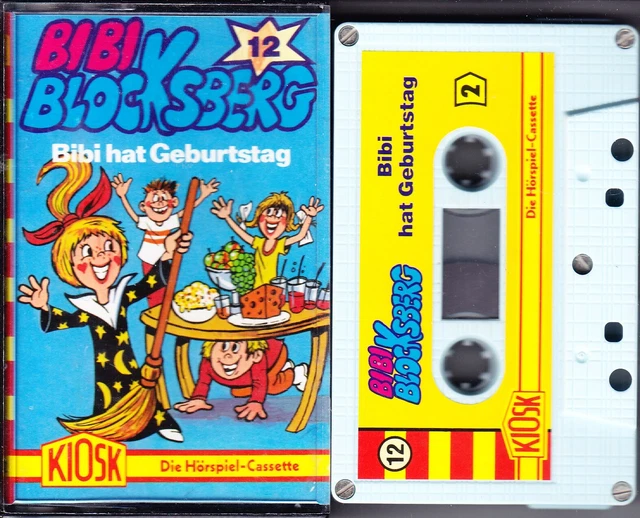 BIBI
BLOCKSBERG
12
Bibi hat Geburtstag
KIOSK
Die Hörspiel-Cassette
2
Bibi
hat Geburtstag
Die Hörspiel-Cassette
BIBI
BLOCKSBERG
12
KIOSK